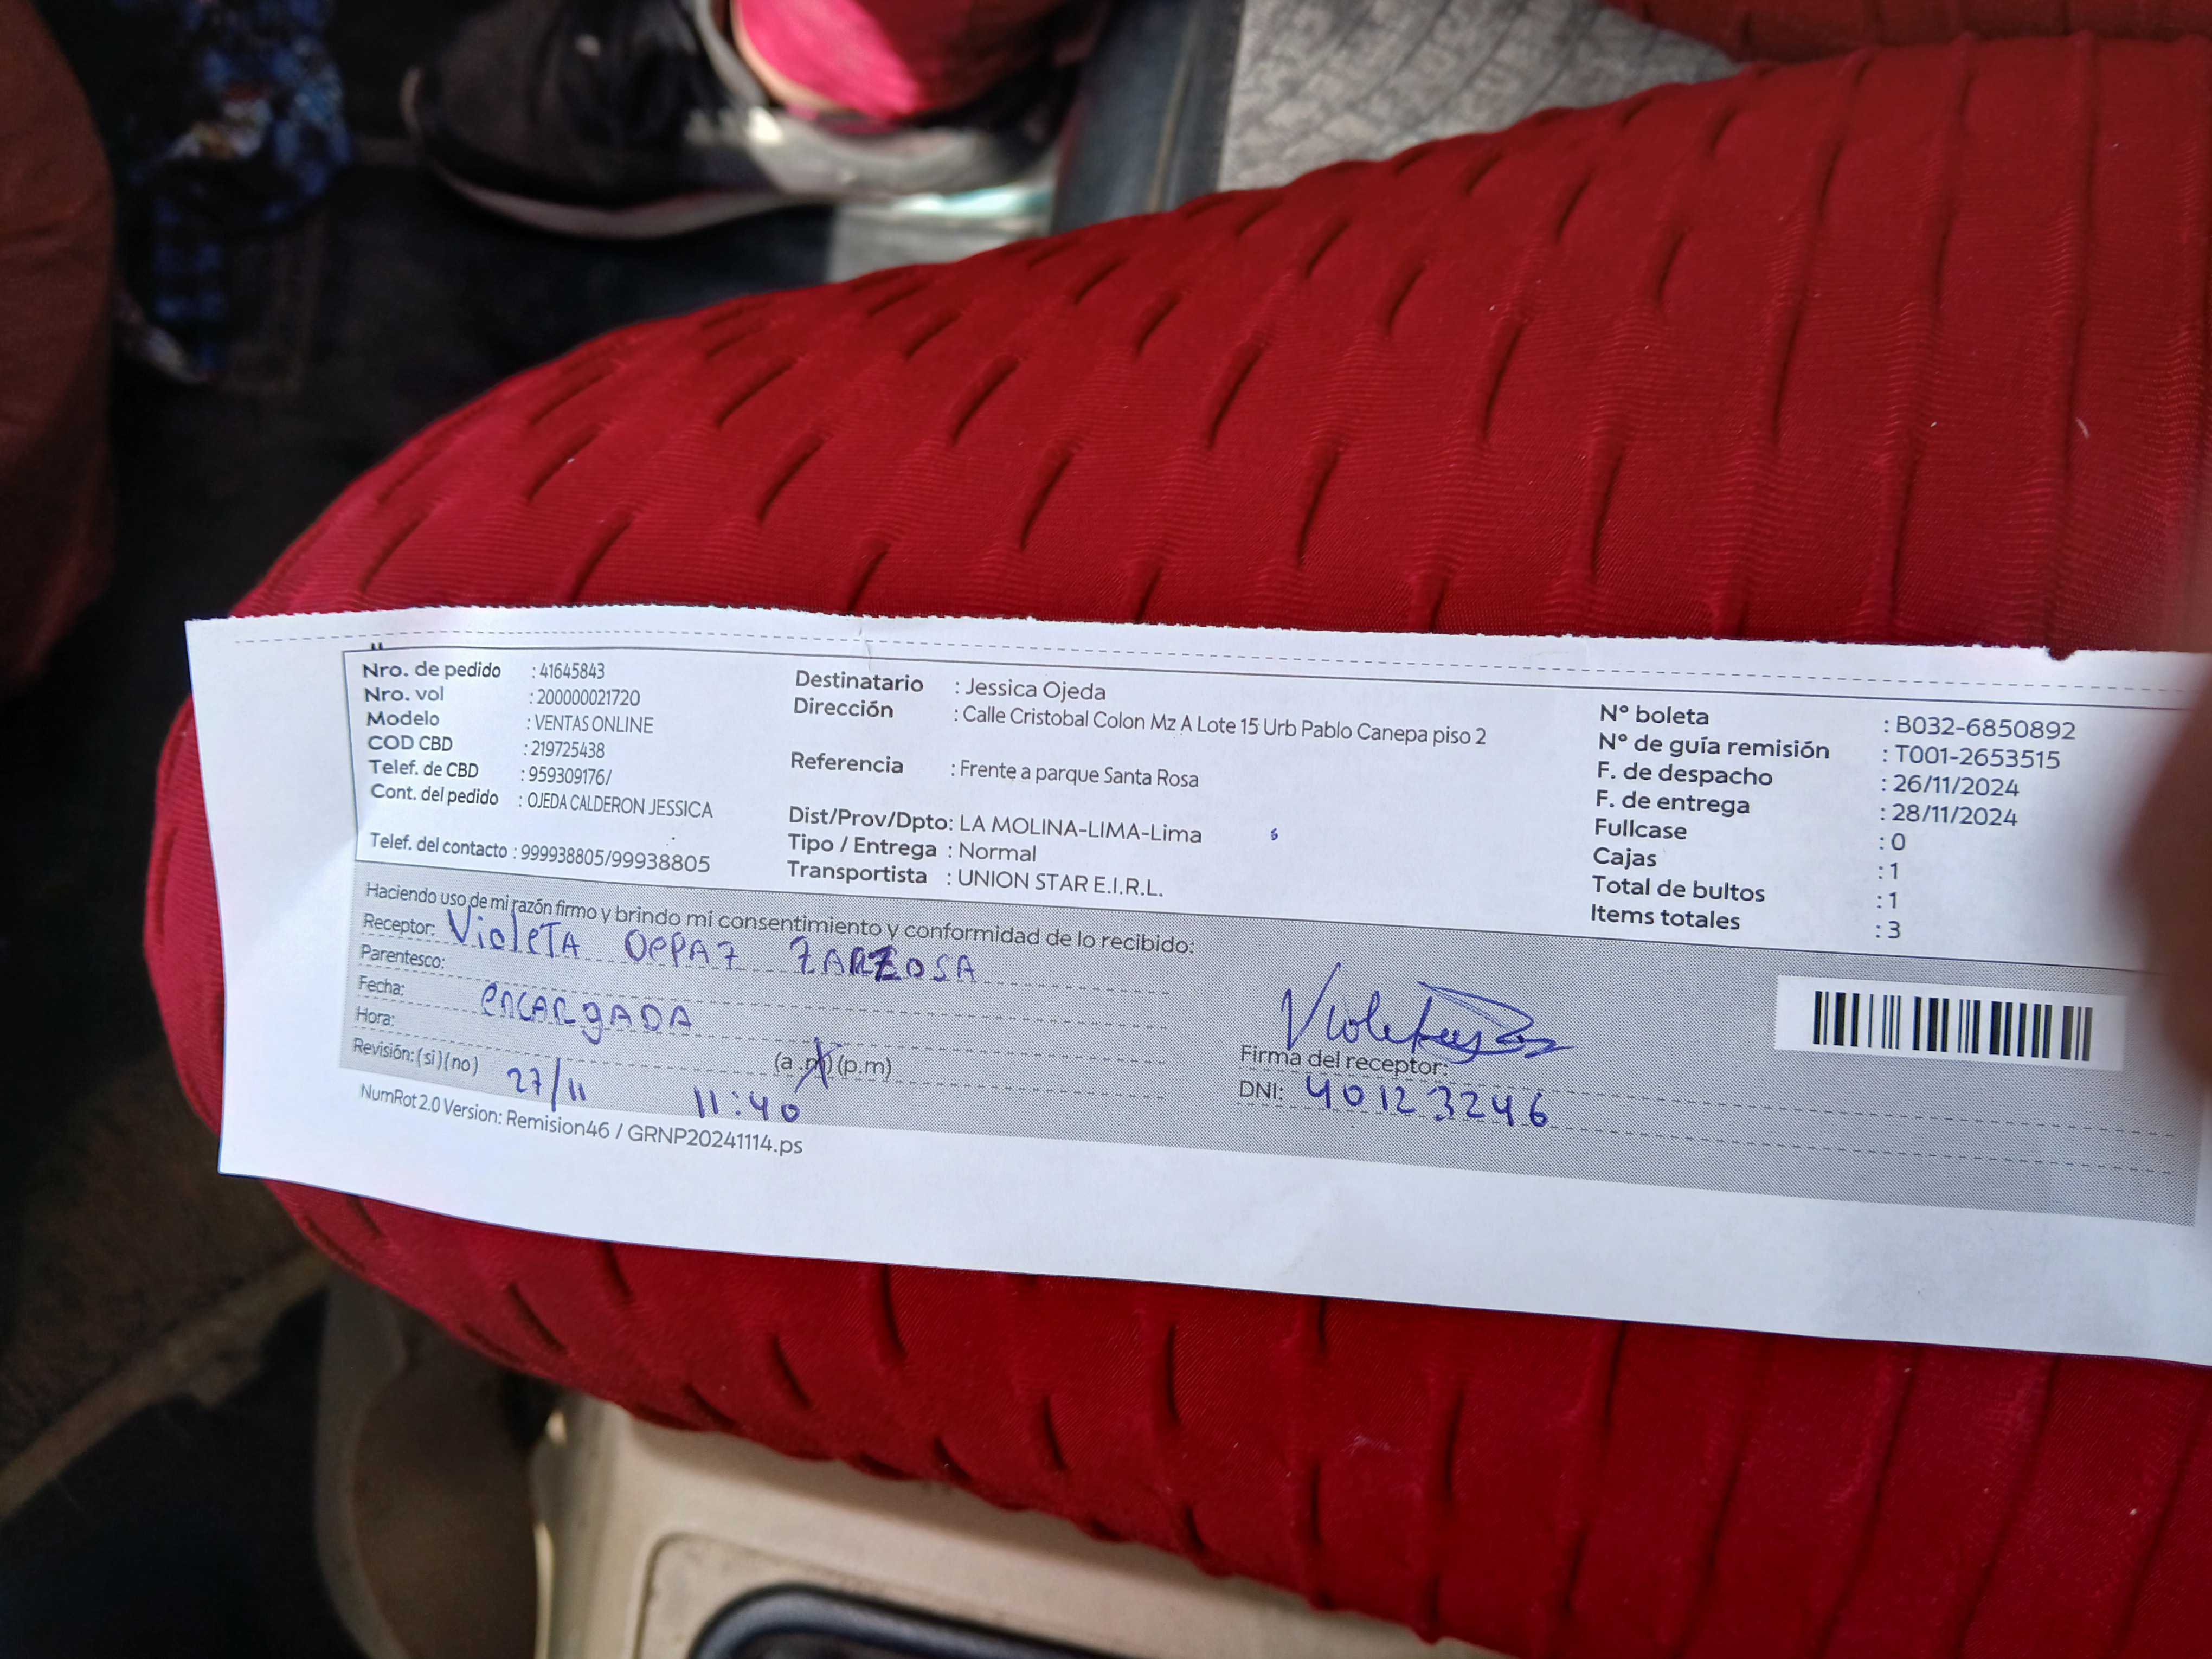 Nro. de pedido : 41645843
Nro. vol : 200000021720
Modelo : VENTAS ONLINE
COD CBD : 219725438
Telef. de CBD : 959309176/
Cont. del pedido : OJEDA CALDERON JESSICA
Telef. del contacto : 999938805/99938805
Destinatario : Jessica Ojeda
Dirección : Calle Cristobal Colon Mz A Lote 15 Urb Pablo Canepa piso 2
Referencia : Frente a parque Santa Rosa
Dist/Prov/Dpto: LA MOLINA-LIMA-Lima
Tipo / Entrega : Normal
Transportista : UNION STAR E.I.R.L.
N° boleta : B032-6850892
N° de guía remisión : T001-2653515
F. de despacho : 26/11/2024
F. de entrega : 28/11/2024
Fullcase : 0
Cajas : 1
Total de bultos : 1
Items totales : 3
Haciendo uso de mi razón firmo y brindo mi consentimiento y conformidad de lo recibido:
Receptor: VioleTA ZARZOSA
Parentesco:
Fecha: encARgADA
Hora: (a.m)(p.m)
Revisión: (si)(no) 27/11 11:40
Firma del receptor:
DNI: 40123246
NumRot 2.0 Version: Remision46 / GRNP20241114.ps